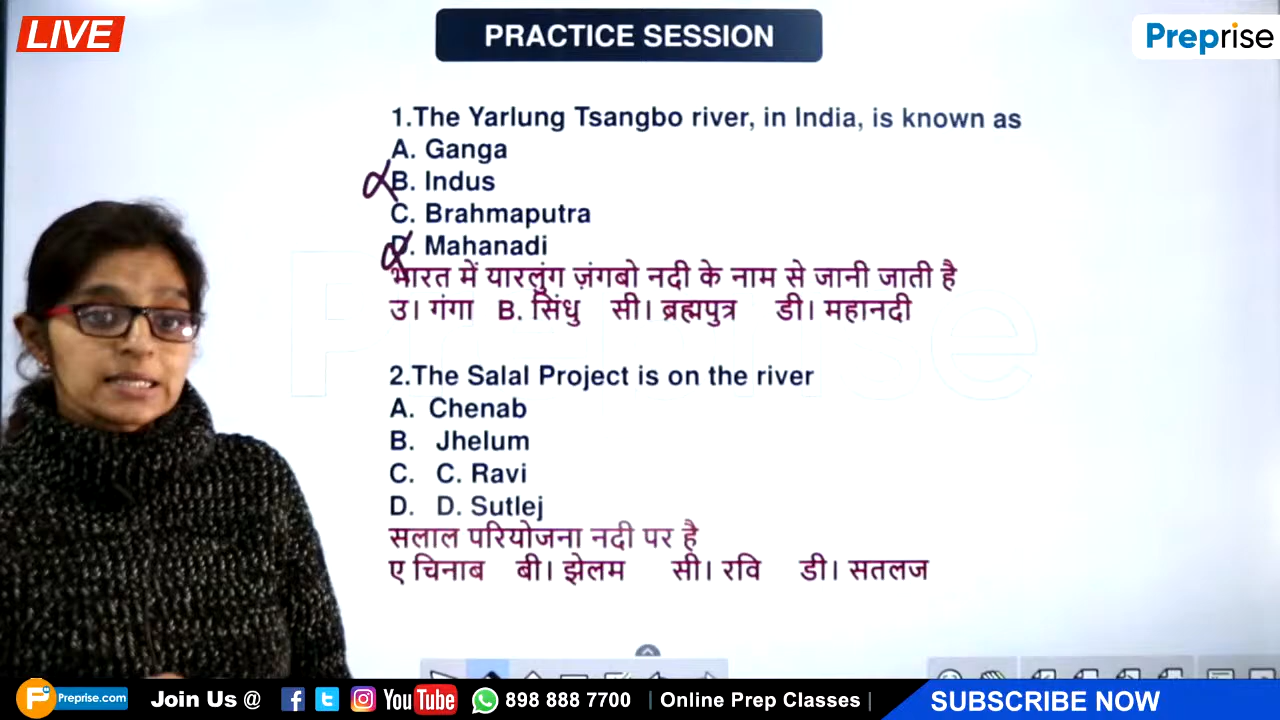 LIVE
PRACTICE SESSION
Preprise
1.The Yarlung Tsangbo river, in India, is known as
A. Ganga
B. Indus
C. Brahmaputra
D. Mahanadi
भारत में यारलुंग ज़ंगबो नदी के नाम से जानी जाती है
उ। गंगा B. सिंधु सी। ब्रह्मपुत्र डी। महानदी
2.The Salal Project is on the river
A. Chenab
B. Jhelum
C. C. Ravi
D. D. Sutlej
सलाल परियोजना नदी पर है
ए चिनाब बी। झेलम सी। रवि डी। सतलज
Preprise.com Join Us @ YouTube 898 888 7700 | Online Prep Classes | SUBSCRIBE NOW